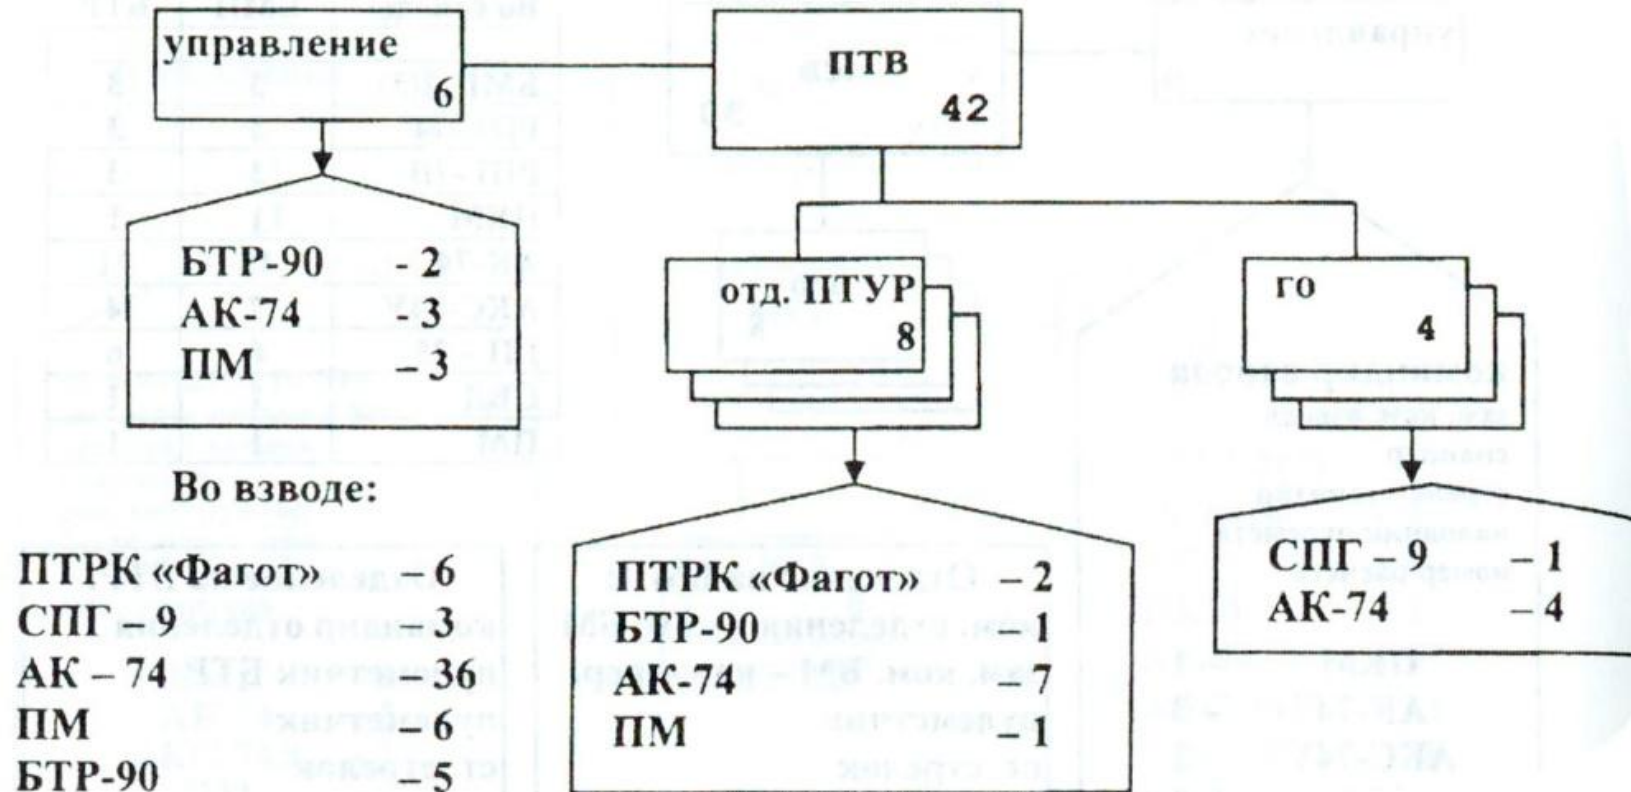 управление
6
ПТВ
42
БТР-90 - 2
АК-74 - 3
ПМ – 3
отд. ПТУР
8
го
4
Во взводе:
ПТРК «Фагот» – 6
СПГ – 9 – 3
АК – 74 – 36
ПМ – 6
БТР-90 – 5
ПТРК «Фагот» – 2
БТР-90 – 1
АК-74 – 7
ПМ – 1
СПГ – 9 – 1
АК-74 – 4